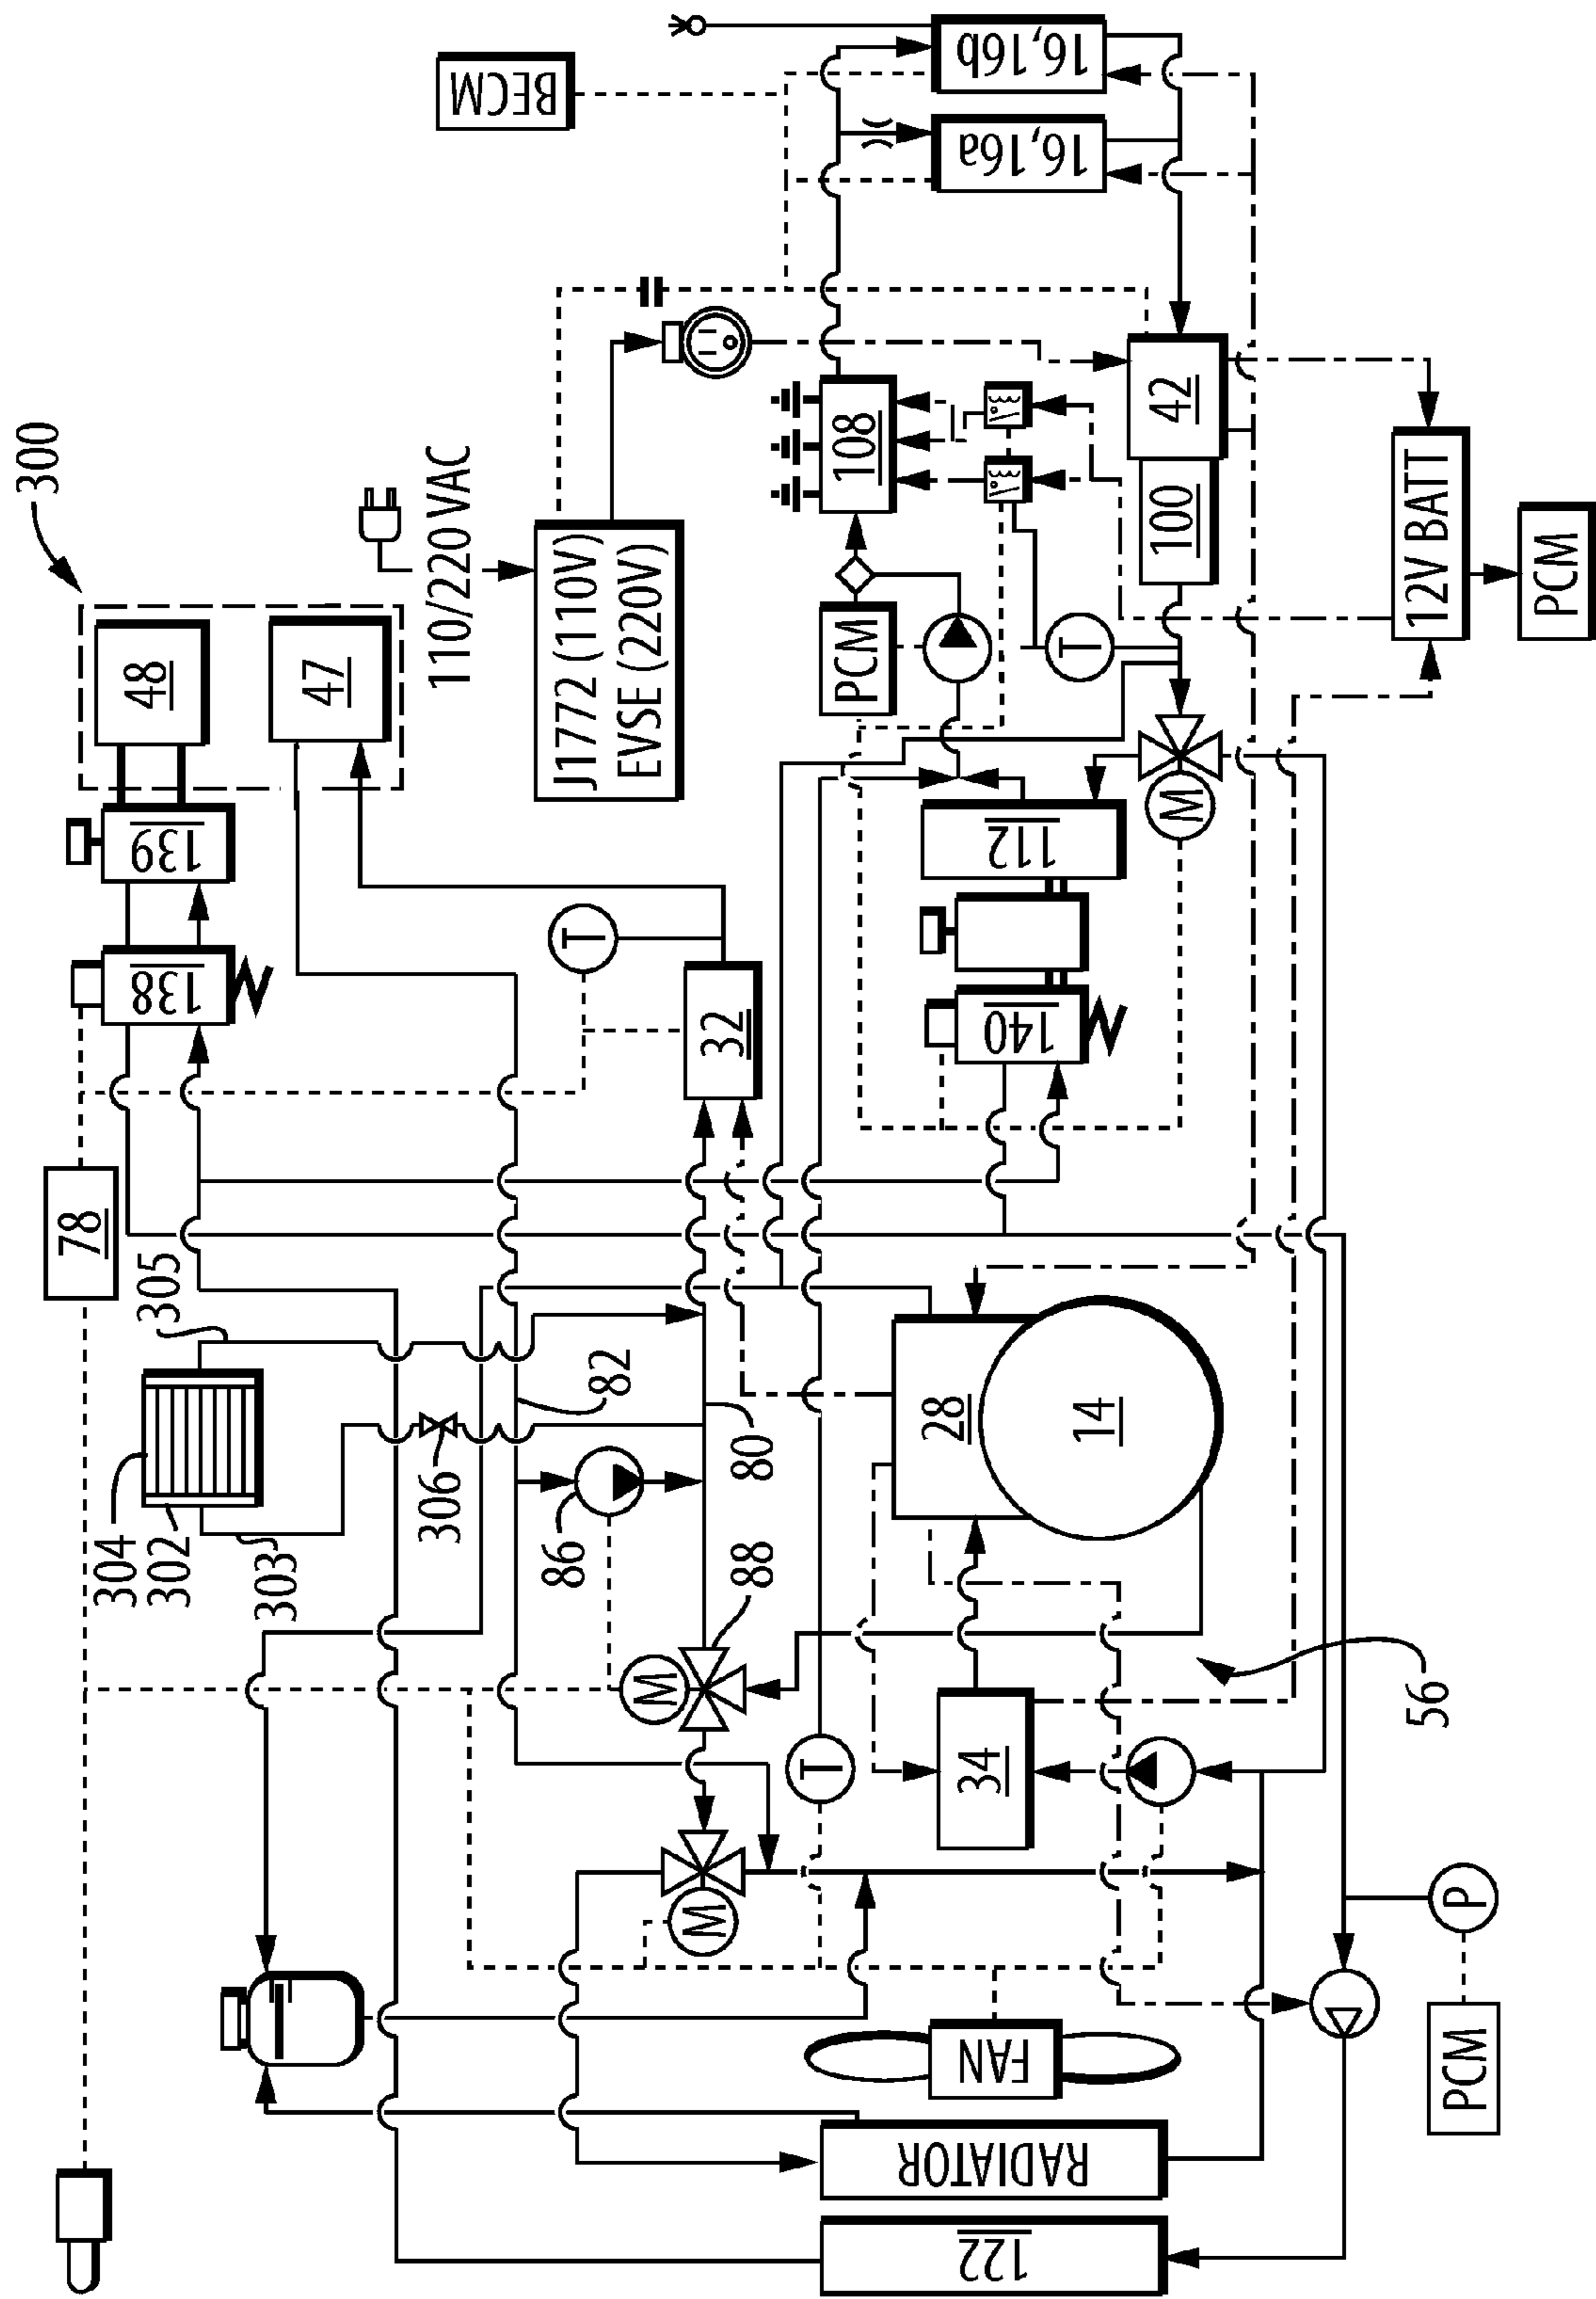 300
48
47
110/220 VAC
J1772 (110V)
EVSE (220V)
BECM
16,16b
16,16a
108
42
100
12V BATT
PCM
PCM
T
M
112
139
138
140
T
32
78
305
304
302
303
306
82
80
86
88
M
28
14
34
T
56
M
P
PCM
FAN
RADIATOR
122